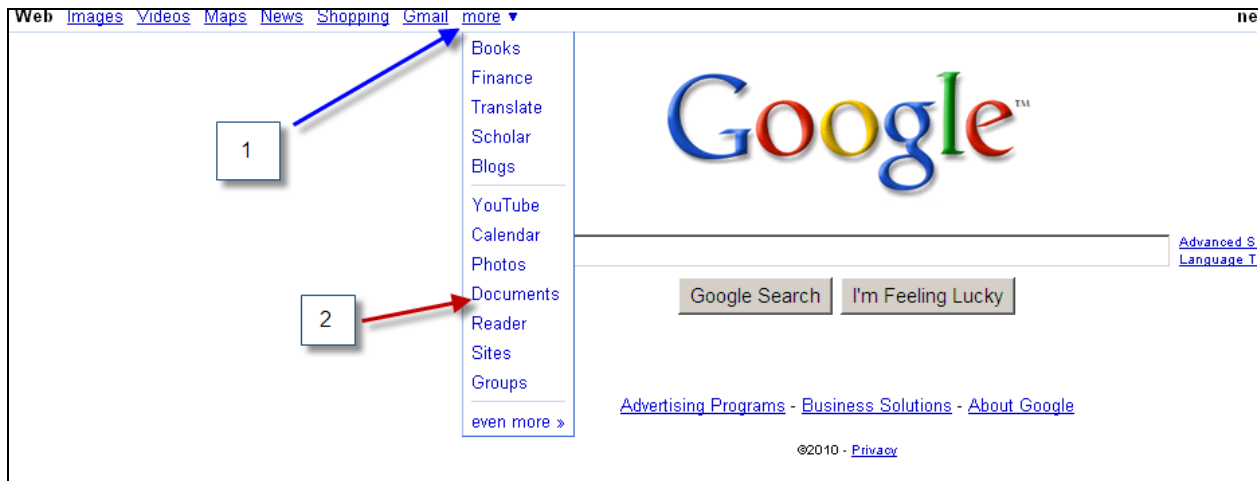 Web Images Videos Maps News Shopping Gmail more ▼ ne
Books
Finance
Translate
Scholar
Blogs
YouTube
Calendar
Photos
Documents
Reader
Sites
Groups
even more »
1
2
Google™
Advanced S
Language T
Google Search I'm Feeling Lucky
Advertising Programs - Business Solutions - About Google
©2010 - Privacy